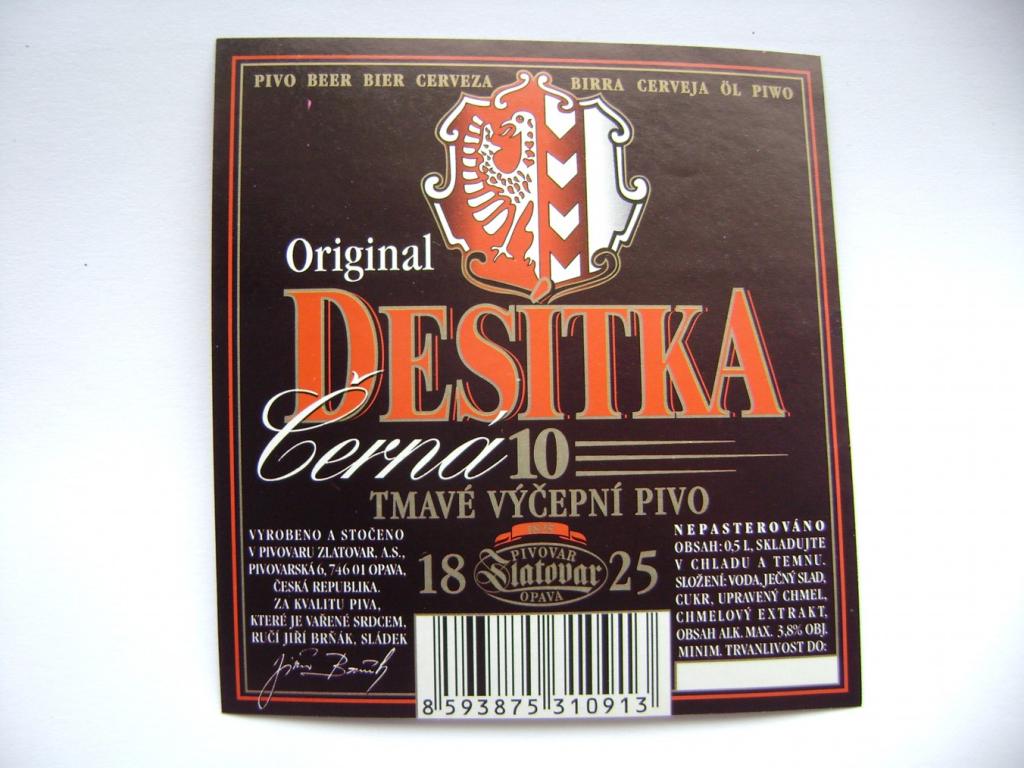 PIVO BEER BIER CERVEZA BIRRA CERVEJA ÖL PIWO
Original
DESÍTKA
Černá 10
TMAVÉ VÝČEPNÍ PIVO
VYROBENO A STOČENO
V PIVOVARU ZLATOVAR, A.S.,
PIVOVARSKÁ 6, 746 01 OPAVA,
ČESKÁ REPUBLIKA.
ZA KVALITU PIVA,
KTERÉ JE VAŘENÉ SRDCEM,
RUČÍ JIŘÍ BRŇÁK, SLÁDEK
1825
18 25
PIVOVAR
Zlatovar
OPAVA
NEPASTEROVÁNO
OBSAH: 0,5 L, SKLADUJTE
V CHLADU A TEMNU.
SLOŽENÍ: VODA, JEČNÝ SLAD,
CUKR, UPRAVENÝ CHMEL,
CHMELOVÝ EXTRAKT,
OBSAH ALK. MAX. 3,8% OBJ.
MINIM. TRVANLIVOST DO:
8 593875 310913